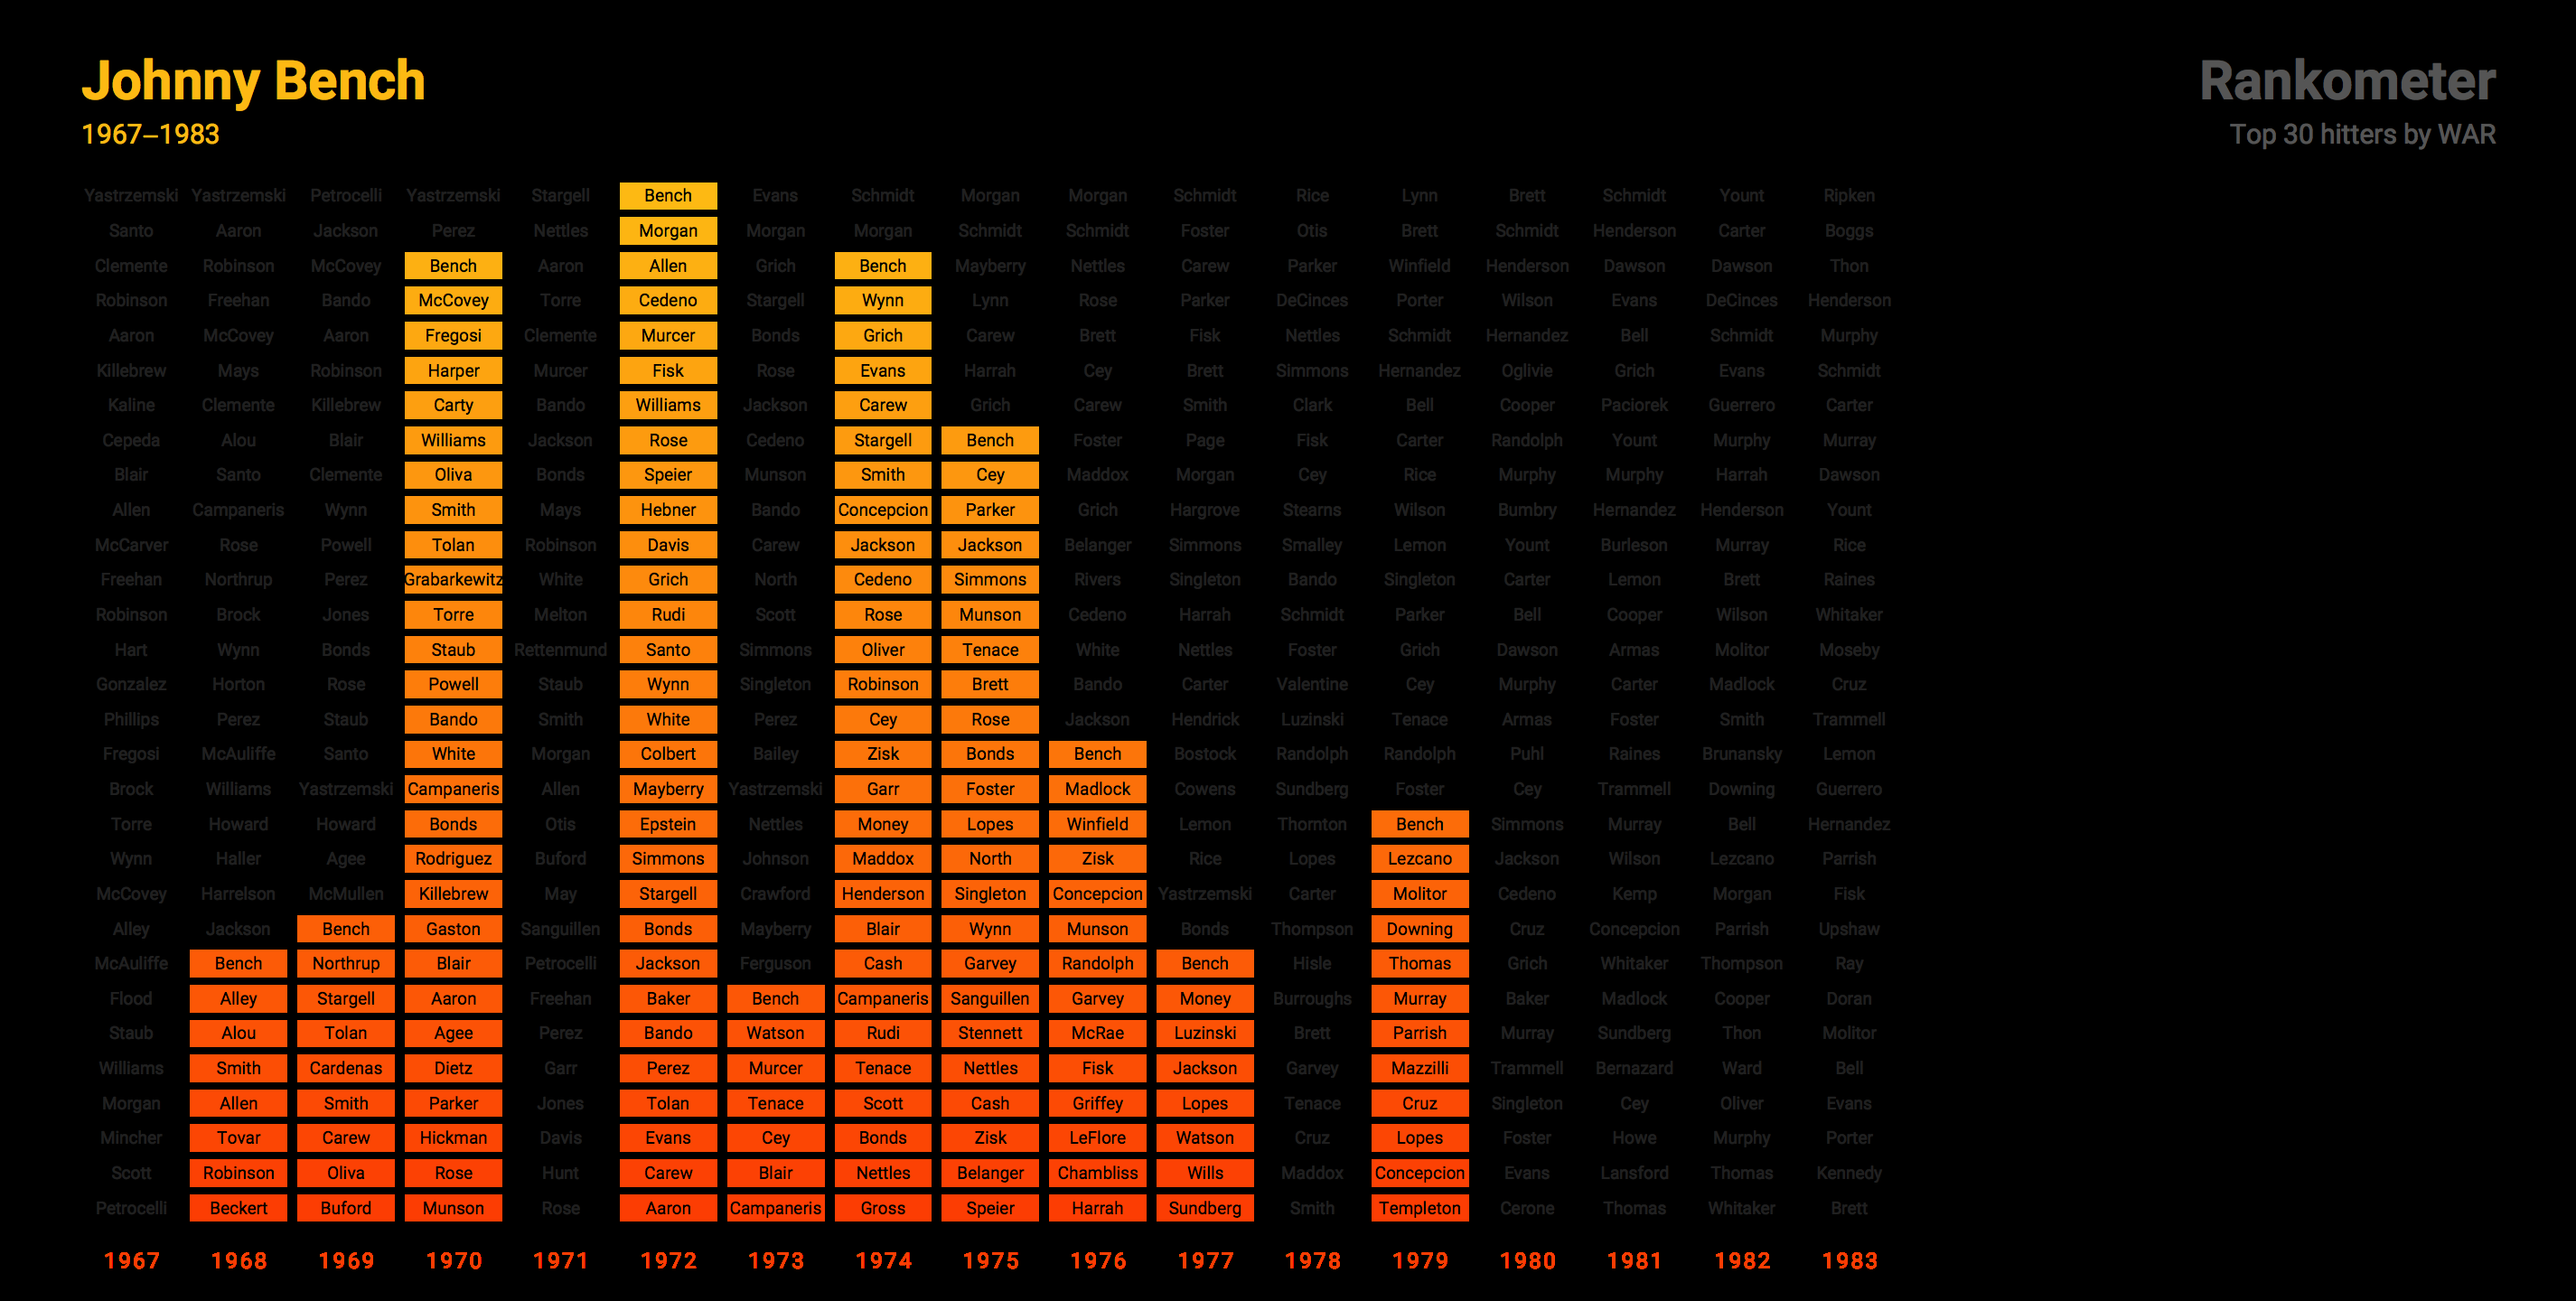 Johnny Bench
1967–1983
Rankometer
Top 30 hitters by WAR
Yastrzemski Yastrzemski Petrocelli Yastrzemski Stargell Bench Evans Schmidt Morgan Morgan Schmidt Rice Lynn Brett Schmidt Yount Ripken
Santo Aaron Jackson Perez Nettles Morgan Morgan Morgan Schmidt Schmidt Foster Otis Brett Schmidt Henderson Carter Boggs
Clemente Robinson McCovey Bench Aaron Allen Grich Bench Mayberry Nettles Carew Parker Winfield Henderson Dawson Dawson Thon
Robinson Freehan Bando McCovey Torre Cedeno Stargell Wynn Lynn Rose Parker DeCinces Porter Wilson Evans DeCinces Henderson
Aaron McCovey Aaron Fregosi Clemente Murcer Bonds Grich Carew Brett Fisk Nettles Schmidt Hernandez Bell Schmidt Murphy
Killebrew Mays Robinson Harper Murcer Fisk Rose Evans Harrah Cey Brett Simmons Hernandez Oglivie Grich Evans Schmidt
Kaline Clemente Killebrew Carty Bando Williams Jackson Carew Grich Carew Smith Clark Bell Cooper Paciorek Guerrero Carter
Cepeda Alou Blair Williams Jackson Rose Cedeno Stargell Bench Foster Page Fisk Carter Randolph Yount Murphy Murray
Blair Santo Clemente Oliva Bonds Speier Munson Smith Cey Maddox Morgan Cey Rice Murphy Murphy Harrah Dawson
Allen Campaneris Wynn Smith Mays Hebner Bando Concepcion Parker Grich Hargrove Stearns Wilson Bumbry Hernandez Henderson Yount
McCarver Rose Powell Tolan Robinson Davis Carew Jackson Jackson Belanger Simmons Smalley Lemon Yount Burleson Murray Rice
Freehan Northrup Perez Grabarkewitz White Grich North Cedeno Simmons Rivers Singleton Bando Singleton Carter Lemon Brett Raines
Robinson Brock Jones Torre Melton Rudi Scott Rose Munson Cedeno Harrah Schmidt Parker Bell Cooper Wilson Whitaker
Hart Wynn Bonds Staub Rettenmund Santo Simmons Oliver Tenace White Nettles Foster Grich Dawson Armas Molitor Moseby
Gonzalez Horton Rose Powell Staub Wynn Singleton Robinson Brett Bando Carter Valentine Cey Murphy Carter Madlock Cruz
Phillips Perez Staub Bando Smith White Perez Cey Rose Jackson Hendrick Luzinski Tenace Armas Foster Smith Trammell
Fregosi McAuliffe Santo White Morgan Colbert Bailey Zisk Bonds Bench Bostock Randolph Randolph Puhl Raines Brunansky Lemon
Brock Williams Yastrzemski Campaneris Allen Mayberry Yastrzemski Garr Foster Madlock Cowens Sundberg Foster Cey Trammell Downing Guerrero
Torre Howard Howard Bonds Otis Epstein Nettles Money Lopes Winfield Lemon Thornton Bench Simmons Murray Bell Hernandez
Wynn Haller Agee Rodriguez Buford Simmons Johnson Maddox North Zisk Rice Lopes Lezcano Jackson Wilson Lezcano Parrish
McCovey Harrelson McMullen Killebrew May Stargell Crawford Henderson Singleton Concepcion Yastrzemski Carter Molitor Cedeno Kemp Morgan Fisk
Alley Jackson Bench Gaston Sanguillen Bonds Mayberry Blair Wynn Munson Bonds Thompson Downing Cruz Concepcion Parrish Upshaw
McAuliffe Bench Northrup Blair Petrocelli Jackson Ferguson Cash Garvey Randolph Bench Hisle Thomas Grich Whitaker Thompson Ray
Flood Alley Stargell Aaron Freehan Baker Bench Campaneris Sanguillen Garvey Money Burroughs Murray Baker Madlock Cooper Doran
Staub Alou Tolan Agee Perez Bando Watson Rudi Stennett McRae Luzinski Brett Parrish Murray Sundberg Thon Molitor
Williams Smith Cardenas Dietz Garr Perez Murcer Tenace Nettles Fisk Jackson Garvey Mazzilli Trammell Bernazard Ward Bell
Morgan Allen Smith Parker Jones Tolan Tenace Scott Cash Griffey Lopes Tenace Cruz Singleton Cey Oliver Evans
Mincher Tovar Carew Hickman Davis Evans Cey Bonds Zisk LeFlore Watson Cruz Lopes Foster Howe Murphy Porter
Scott Robinson Oliva Rose Hunt Carew Blair Nettles Belanger Chambliss Wills Maddox Concepcion Evans Lansford Thomas Kennedy
Petrocelli Beckert Buford Munson Rose Aaron Campaneris Gross Speier Harrah Sundberg Smith Templeton Cerone Thomas Whitaker Brett
1967 1968 1969 1970 1971 1972 1973 1974 1975 1976 1977 1978 1979 1980 1981 1982 1983